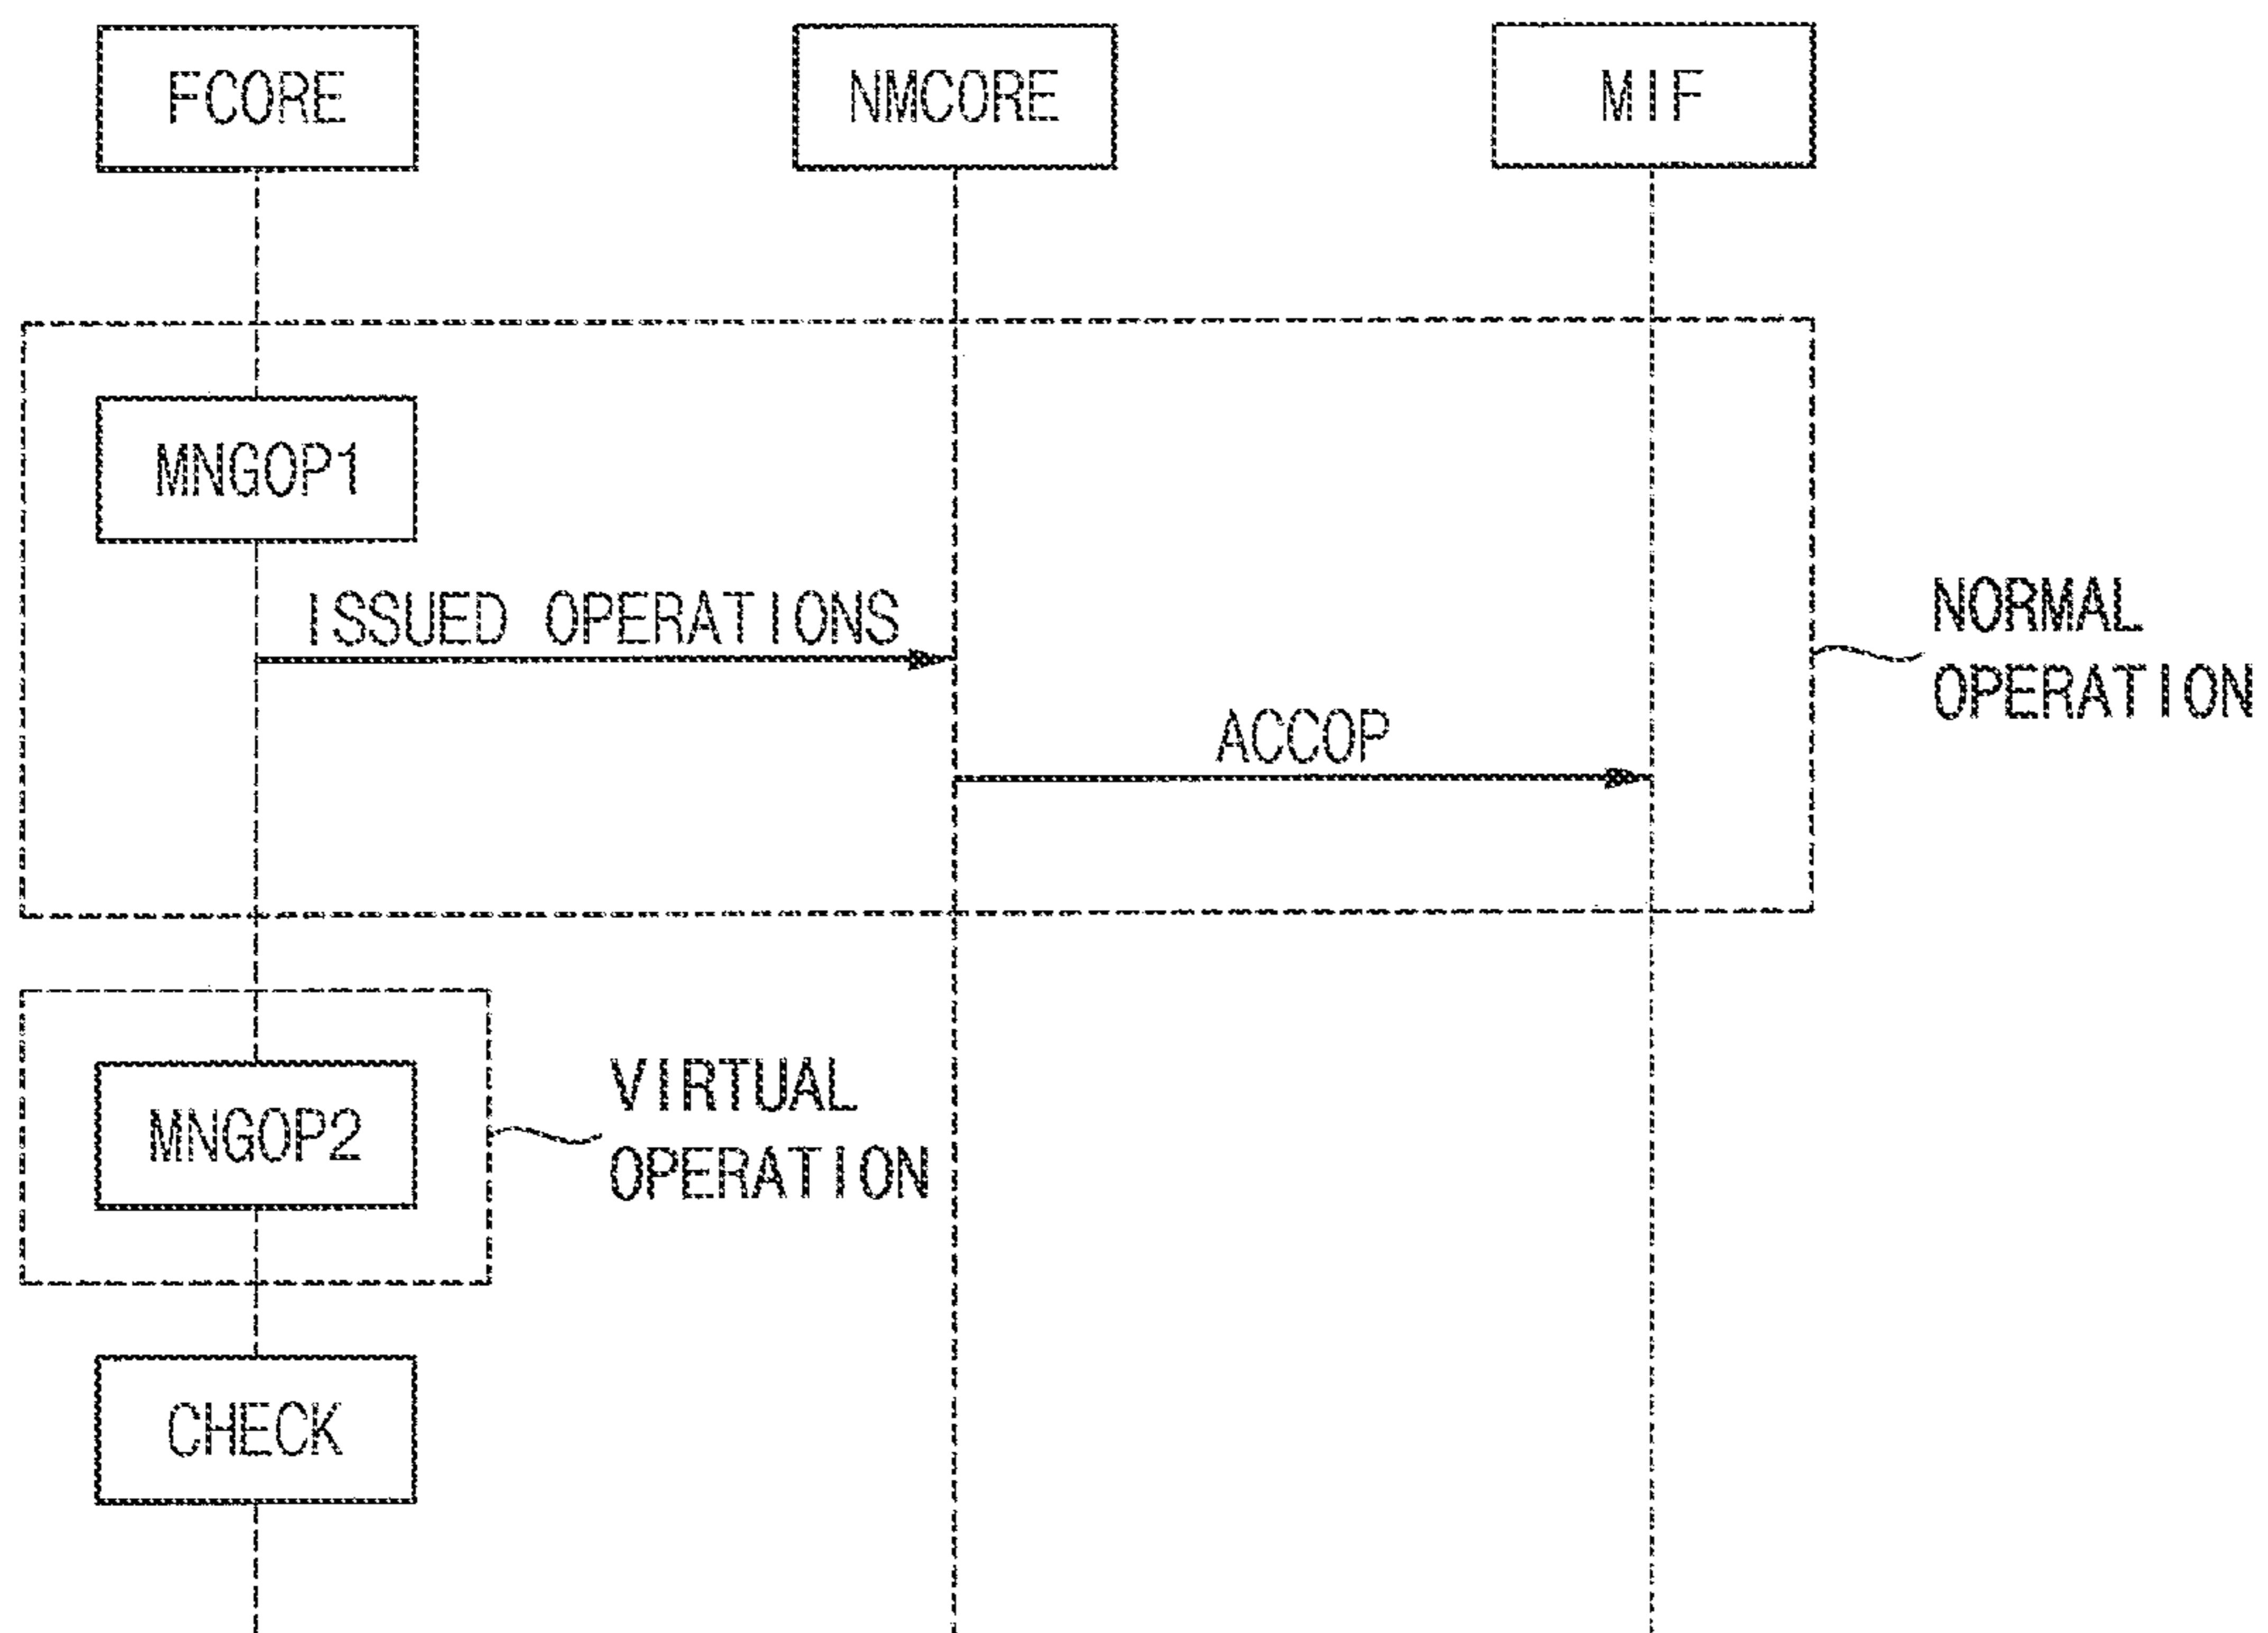 FCORE
NMCORE
MIF
MNGOP1
ISSUED OPERATIONS
ACCOP
NORMAL
OPERATION
MNGOP2
VIRTUAL
OPERATION
CHECK